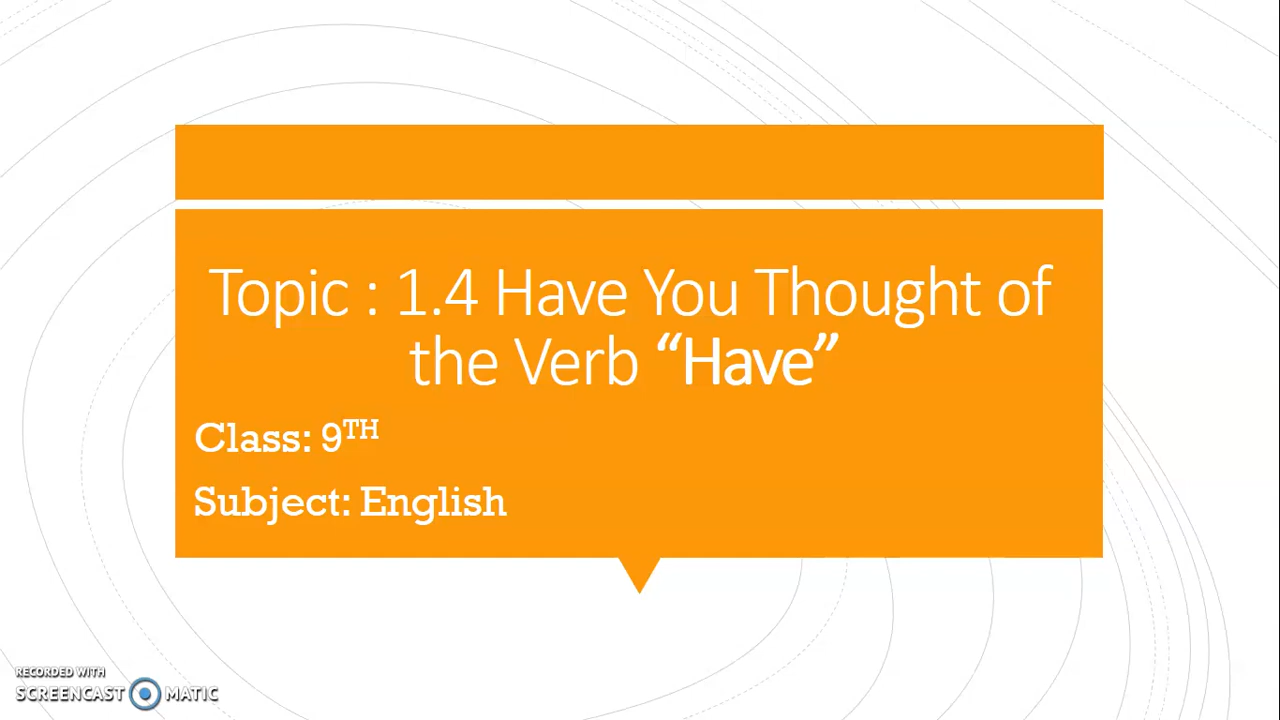 Topic : 1.4 Have You Thought of
the Verb “Have”
Class: 9TH
Subject: English
RECORDED WITH
SCREENCAST MATIC